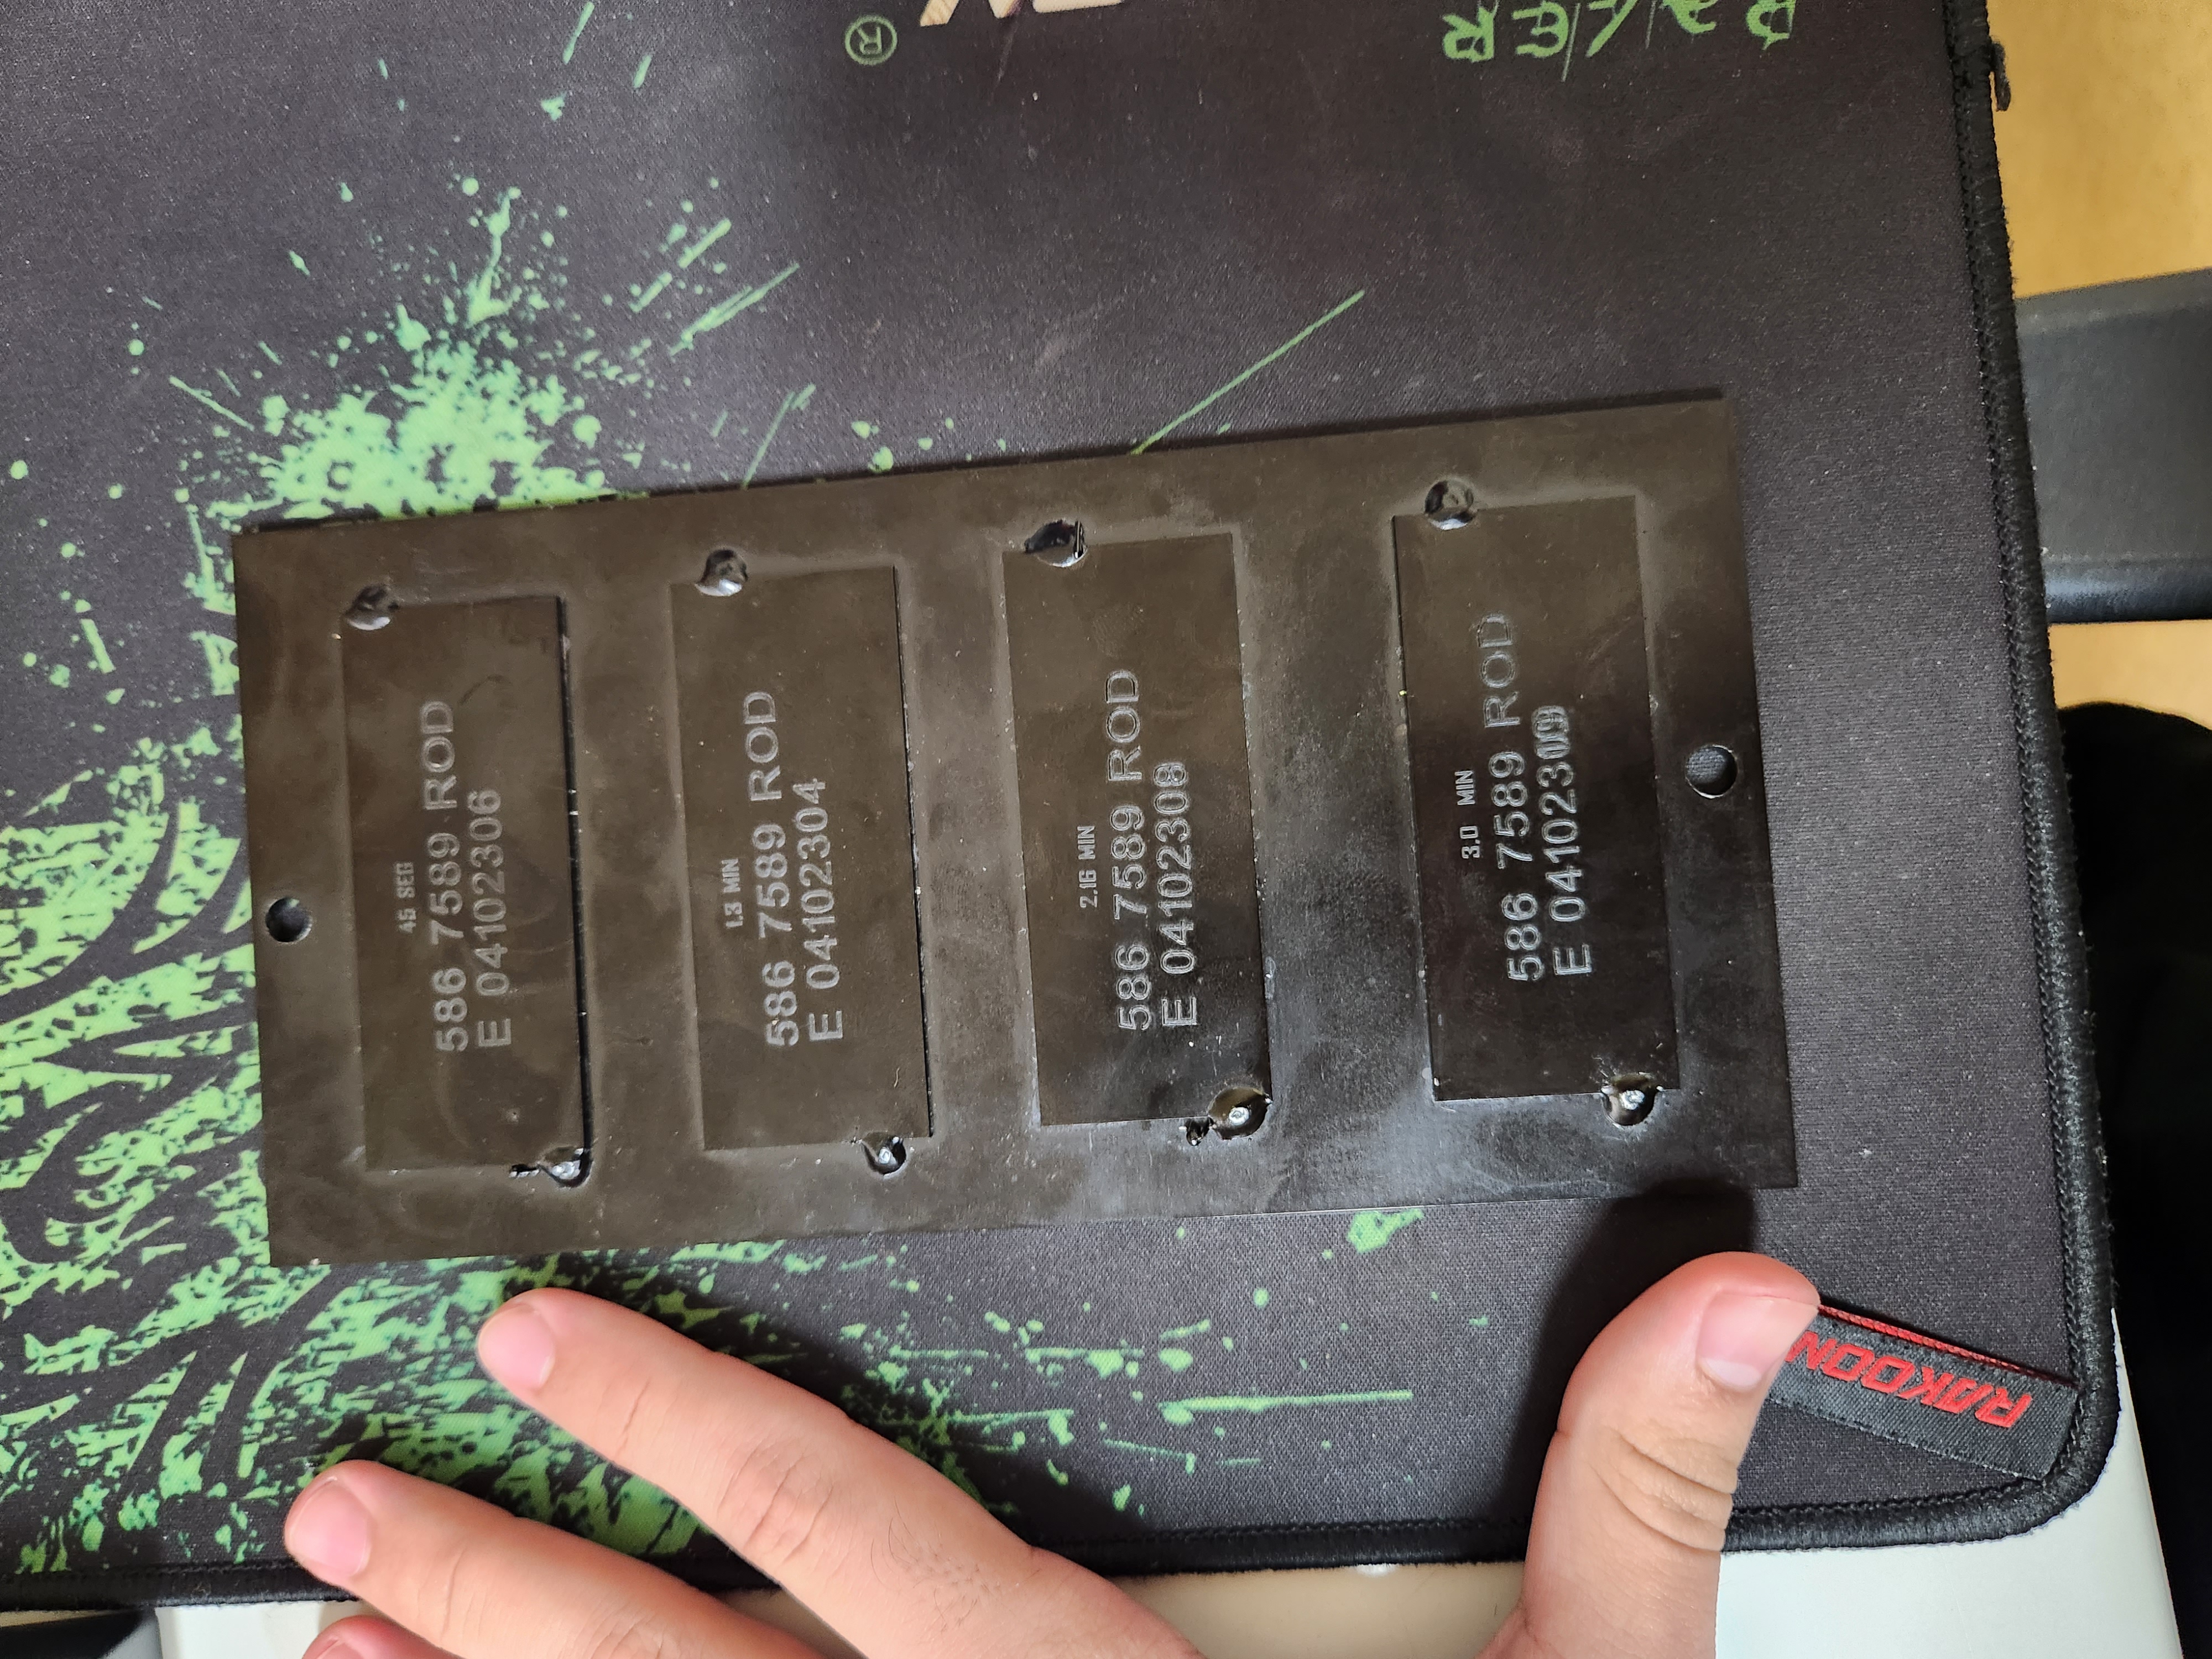 45 SEG
586 7589 ROD
E 04102306
1.3 MIN
586 7589 ROD
E 04102304
2.16 MIN
586 7589 ROD
E 04102308
3.0 MIN
586 7589 ROD
RAKOON
®